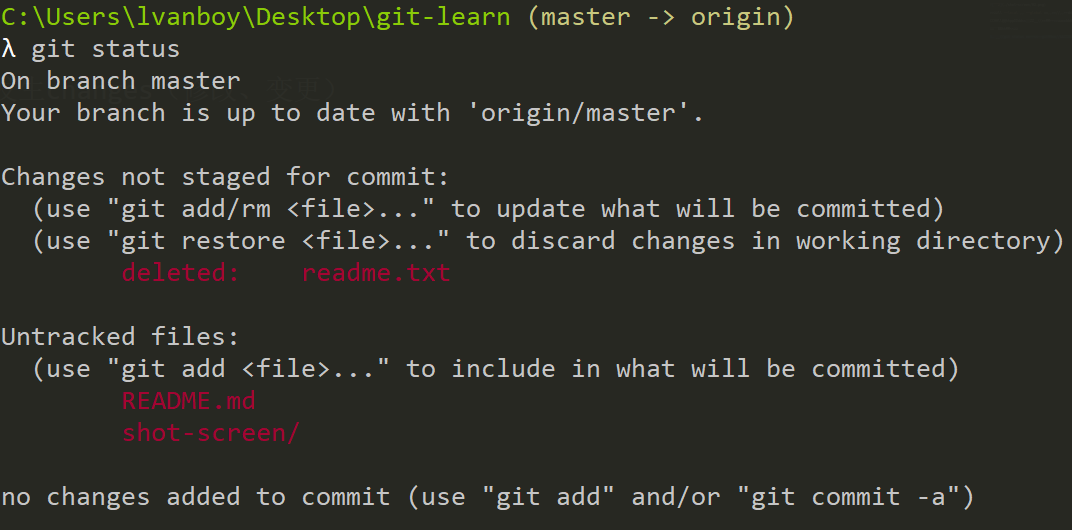 C:\Users\lvanboy\Desktop\git-learn (master -> origin)
λ git status
On branch master
Your branch is up to date with 'origin/master'.
Changes not staged for commit:
  (use "git add/rm <file>..." to update what will be committed)
  (use "git restore <file>..." to discard changes in working directory)
        deleted:    readme.txt
Untracked files:
  (use "git add <file>..." to include in what will be committed)
        README.md
        shot-screen/
no changes added to commit (use "git add" and/or "git commit -a")